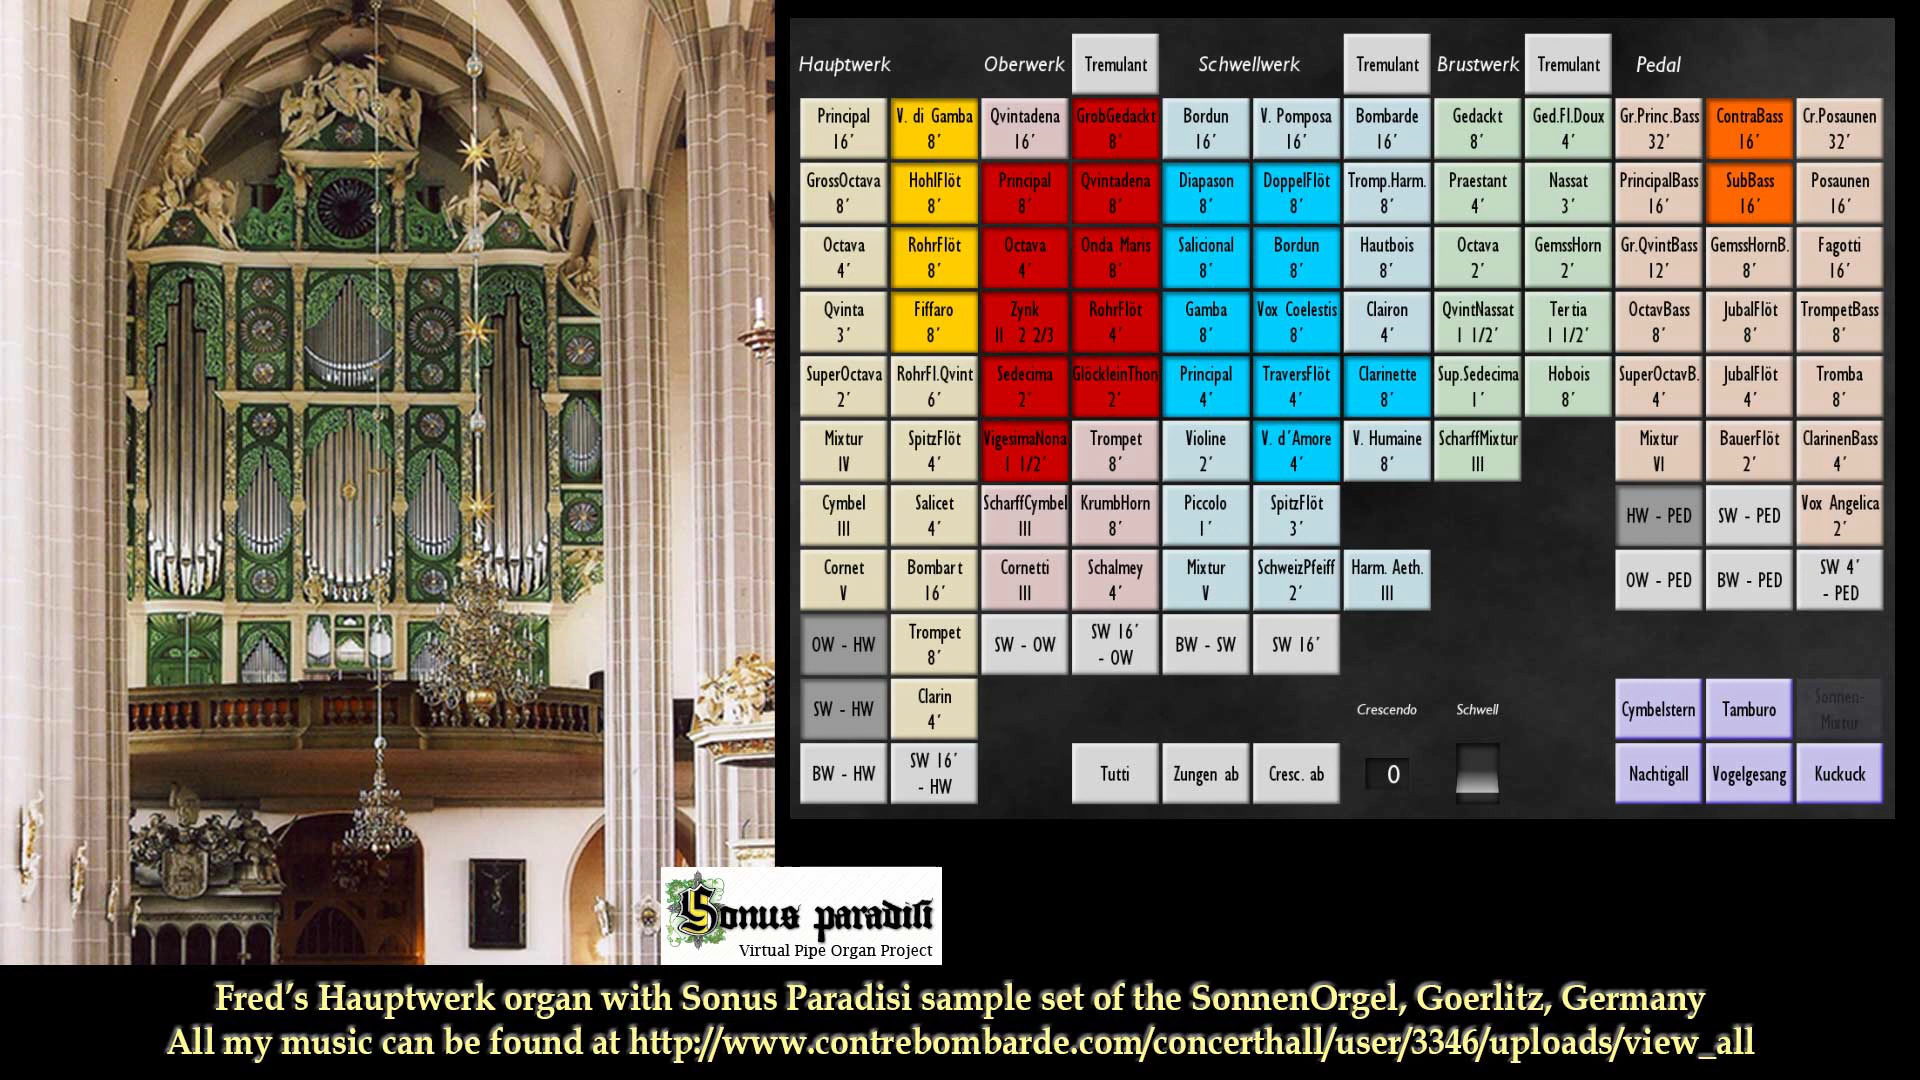 Hauptwerk Oberwerk Tremulant Schwellwerk Tremulant Brustwerk Tremulant Pedal
Principal V. di Gamba Qvintadena GrobGedackt Bordun V. Pomposa Bombarde Gedackt Ged.Fl.Doux Gr.Princ.Bass ContraBass Cr.Posaunen
16′ 8′ 16′ 8′ 16′ 16′ 16′ 8′ 4′ 32′ 16′ 32′
GrossOctava HohlFlöt Principal Qvintadena Diapason DoppelFlöt Tromp.Harm. Praestant Nassat PrincipalBass SubBass Posaunen
8′ 8′ 8′ 8′ 8′ 8′ 8′ 4′ 3′ 16′ 16′ 16′
Octava RohrFlöt Octava Onda Maris Salicional Bordun Hautbois Octava GemssHorn Gr.QvintBass GemssHornB. Fagotti
4′ 8′ 4′ 8′ 8′ 8′ 8′ 2′ 2′ 12′ 8′ 16′
Qvinta Fiffaro Zynk RohrFlöt Gamba Vox Coelestis Clairon QvintNassat Tertia OctavBass JubalFlöt TrompetBass
3′ 8′ II 2 2/3 4′ 8′ 8′ 4′ 1 1/2′ 1 1/2′ 8′ 8′ 8′
SuperOctava RohrFl.Qvint Sedecima GlöckleinThon Principal TraversFlöt Clarinette Sup.Sedecima Hobois SuperOctavB. JubalFlöt Tromba
2′ 6′ 2′ 2′ 4′ 4′ 8′ 1′ 8′ 4′ 4′ 8′
Mixtur SpitzFlöt VigesimaNona Trompet Violine V. d′Amore V. Humaine ScharffMixtur Mixtur BauerFlöt ClarinenBass
IV 4′ 1 1/2′ 8′ 2′ 4′ 8′ III VI 2′ 4′
Cymbel Salicet ScharffCymbel KrumbHorn Piccolo SpitzFlöt HW - PED SW - PED Vox Angelica
III 4′ III 8′ 1′ 3′ 2′
Cornet Bombart Cornetti Schalmey Mixtur SchweizPfeiff Harm. Aeth. OW - PED BW - PED SW 4′
V 16′ III 4′ V 2′ III - PED
OW - HW Trompet SW - OW SW 16′ BW - SW SW 16′
8′ - OW
SW - HW Clarin Crescendo Schwell Cymbelstern Tamburo Sonnen-
4′ Mixtur
BW - HW SW 16′ Tutti Zungen ab Cresc. ab 0 Nachtigall Vogelgesang Kuckuck
- HW
Sonus paradisi
Virtual Pipe Organ Project
Fred’s Hauptwerk organ with Sonus Paradisi sample set of the SonnenOrgel, Goerlitz, Germany
All my music can be found at http://www.contrebombarde.com/concerthall/user/3346/uploads/view_all